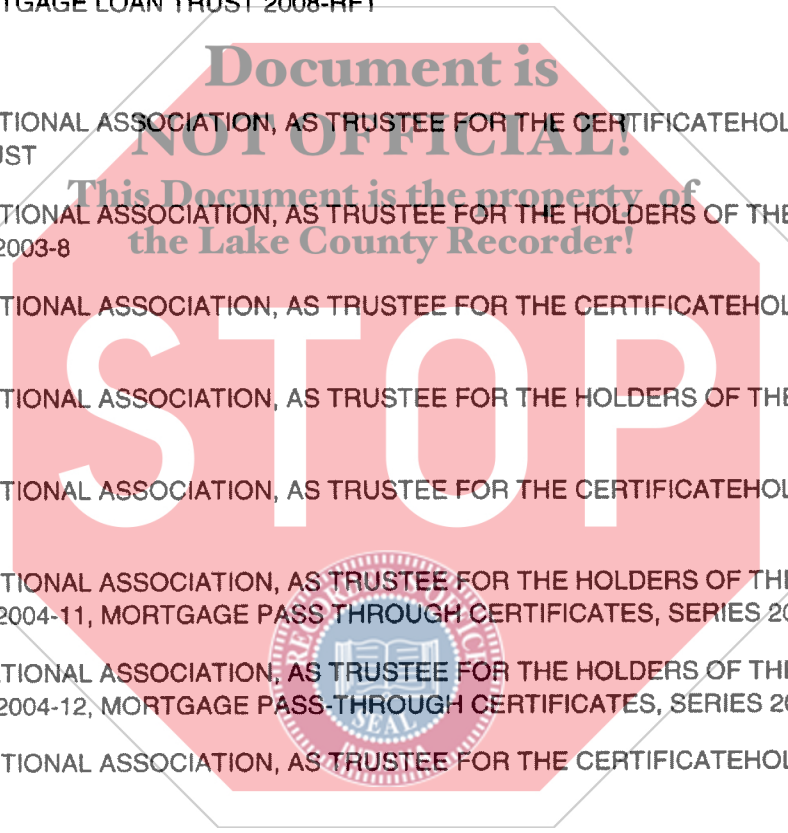 TGAGE LOAN TRUST 2008-RF1
Document is
TIONAL ASSOCIATION, AS TRUSTEE FOR THE CERTIFICATEHOL
NOT OFFICIAL!
UST
This Document is the property of
TIONAL ASSOCIATION, AS TRUSTEE FOR THE HOLDERS OF THE
2003-8
the Lake County Recorder!
TIONAL ASSOCIATION, AS TRUSTEE FOR THE CERTIFICATEHOL
STOP
TIONAL ASSOCIATION, AS TRUSTEE FOR THE HOLDERS OF THE
TIONAL ASSOCIATION, AS TRUSTEE FOR THE CERTIFICATEHOL
TIONAL ASSOCIATION, AS TRUSTEE FOR THE HOLDERS OF THE
2004-11, MORTGAGE PASS THROUGH CERTIFICATES, SERIES 20
RECORDER'S OFFICE
TIONAL ASSOCIATION, AS TRUSTEE FOR THE HOLDERS OF THE
2004-12, MORTGAGE PASS-THROUGH CERTIFICATES, SERIES 20
SEAL
INDIANA
TIONAL ASSOCIATION, AS TRUSTEE FOR THE CERTIFICATEHOL